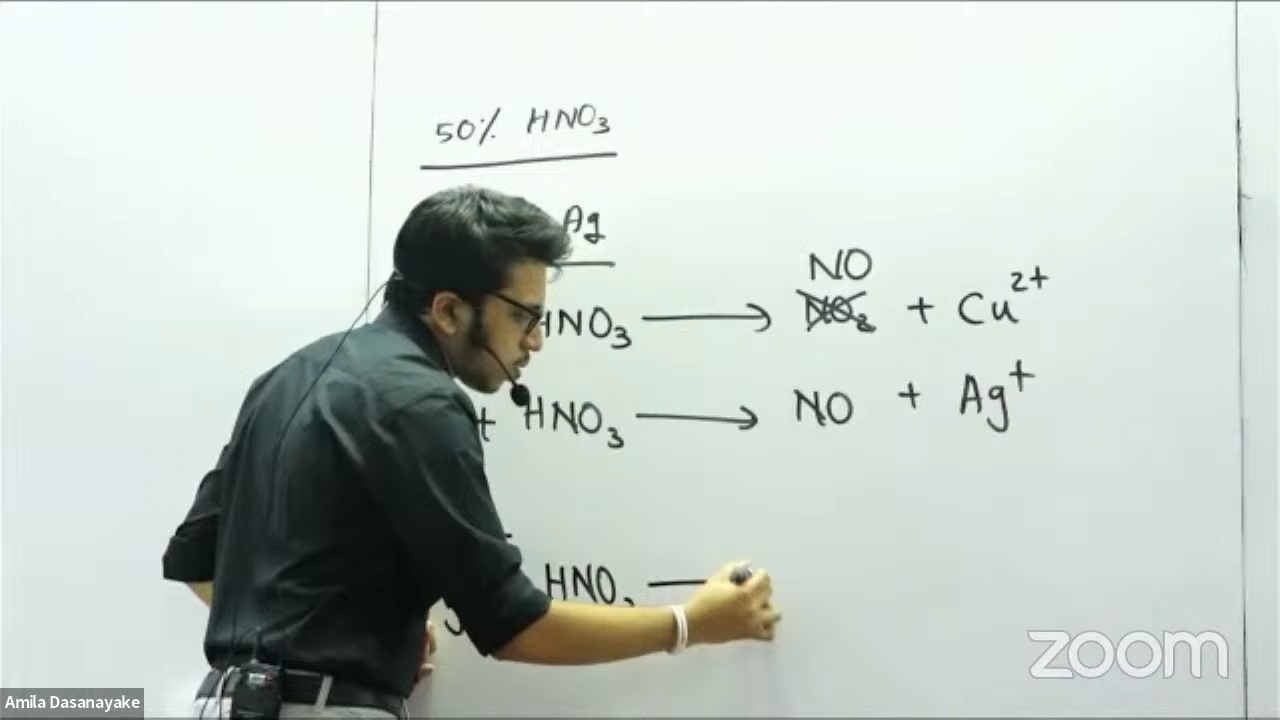 50% HNO₃
Ag
NO
HNO₃ ⟶ NO₂ + Cu²⁺
+ HNO₃ ⟶ NO + Ag⁺
HNO₃ —
zoom
Amila Dasanayake